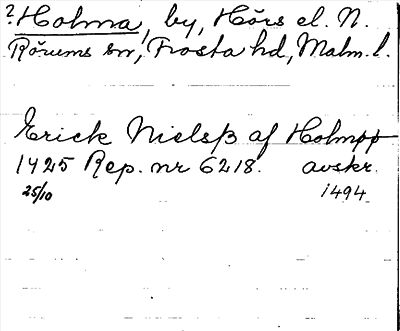 ? Holma, by, Hörs el. N.
Rörums sn, Frosta hd, Malm. l.
Erick Nielsß af Holmpp
1425 Rep. nr 6218. avskr.
25/10 1494